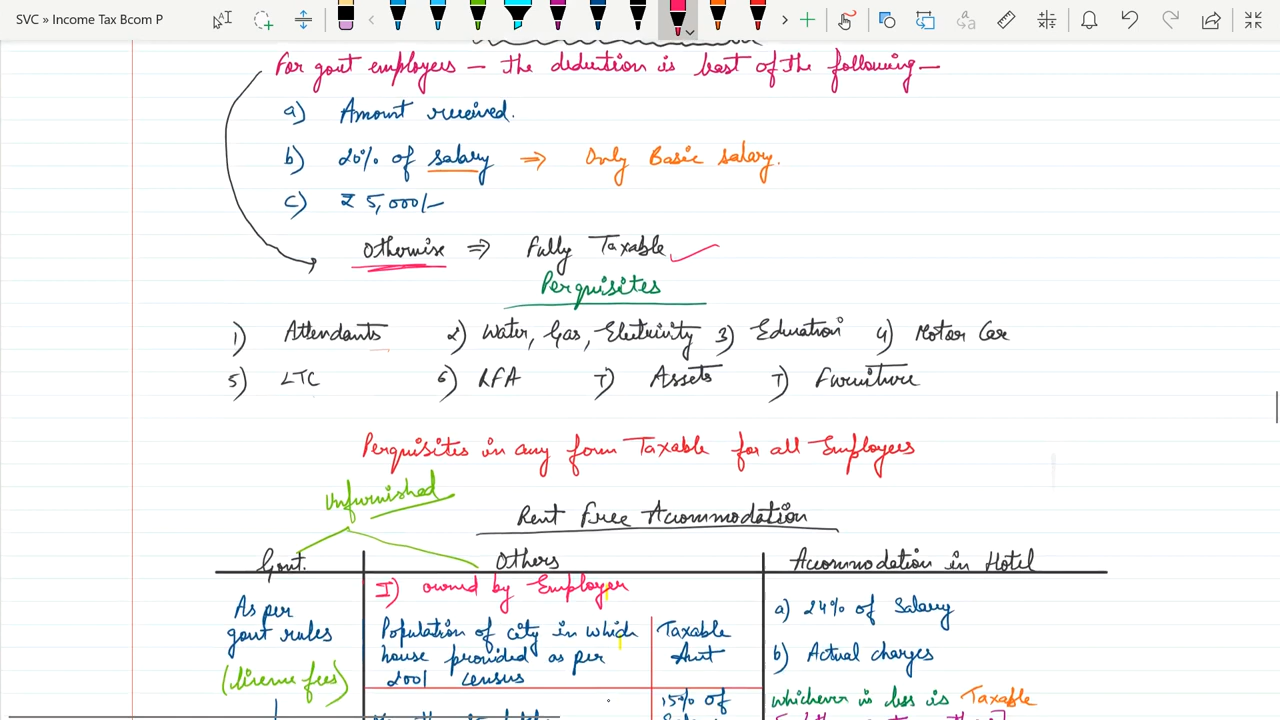 SVC » Income Tax Bcom P
For govt employers — the deduction is least of the following —
a) Amount received.
b) 20% of salary ⇒ Only Basic salary.
c) ₹ 5,000/-
Otherwise ⇒ Fully Taxable
Perquisites
1) Attendants 2) Water, Gas, Eletricity 3) Education 4) Motor Car
5) LTC 6) LFA 7) Assets 7) Furniture
Perquisites in any form Taxable for all Employees
Unfurnished
Rent Free Accommodation
Govt. Others Accommodation in Hotel
I) owned by Employer
As per govt rules
(license fees)
Population of city in which house provided as per 2001 census
Taxable Amt
15% of
a) 24% of Salary
b) Actual charges
whichever is less is Taxable